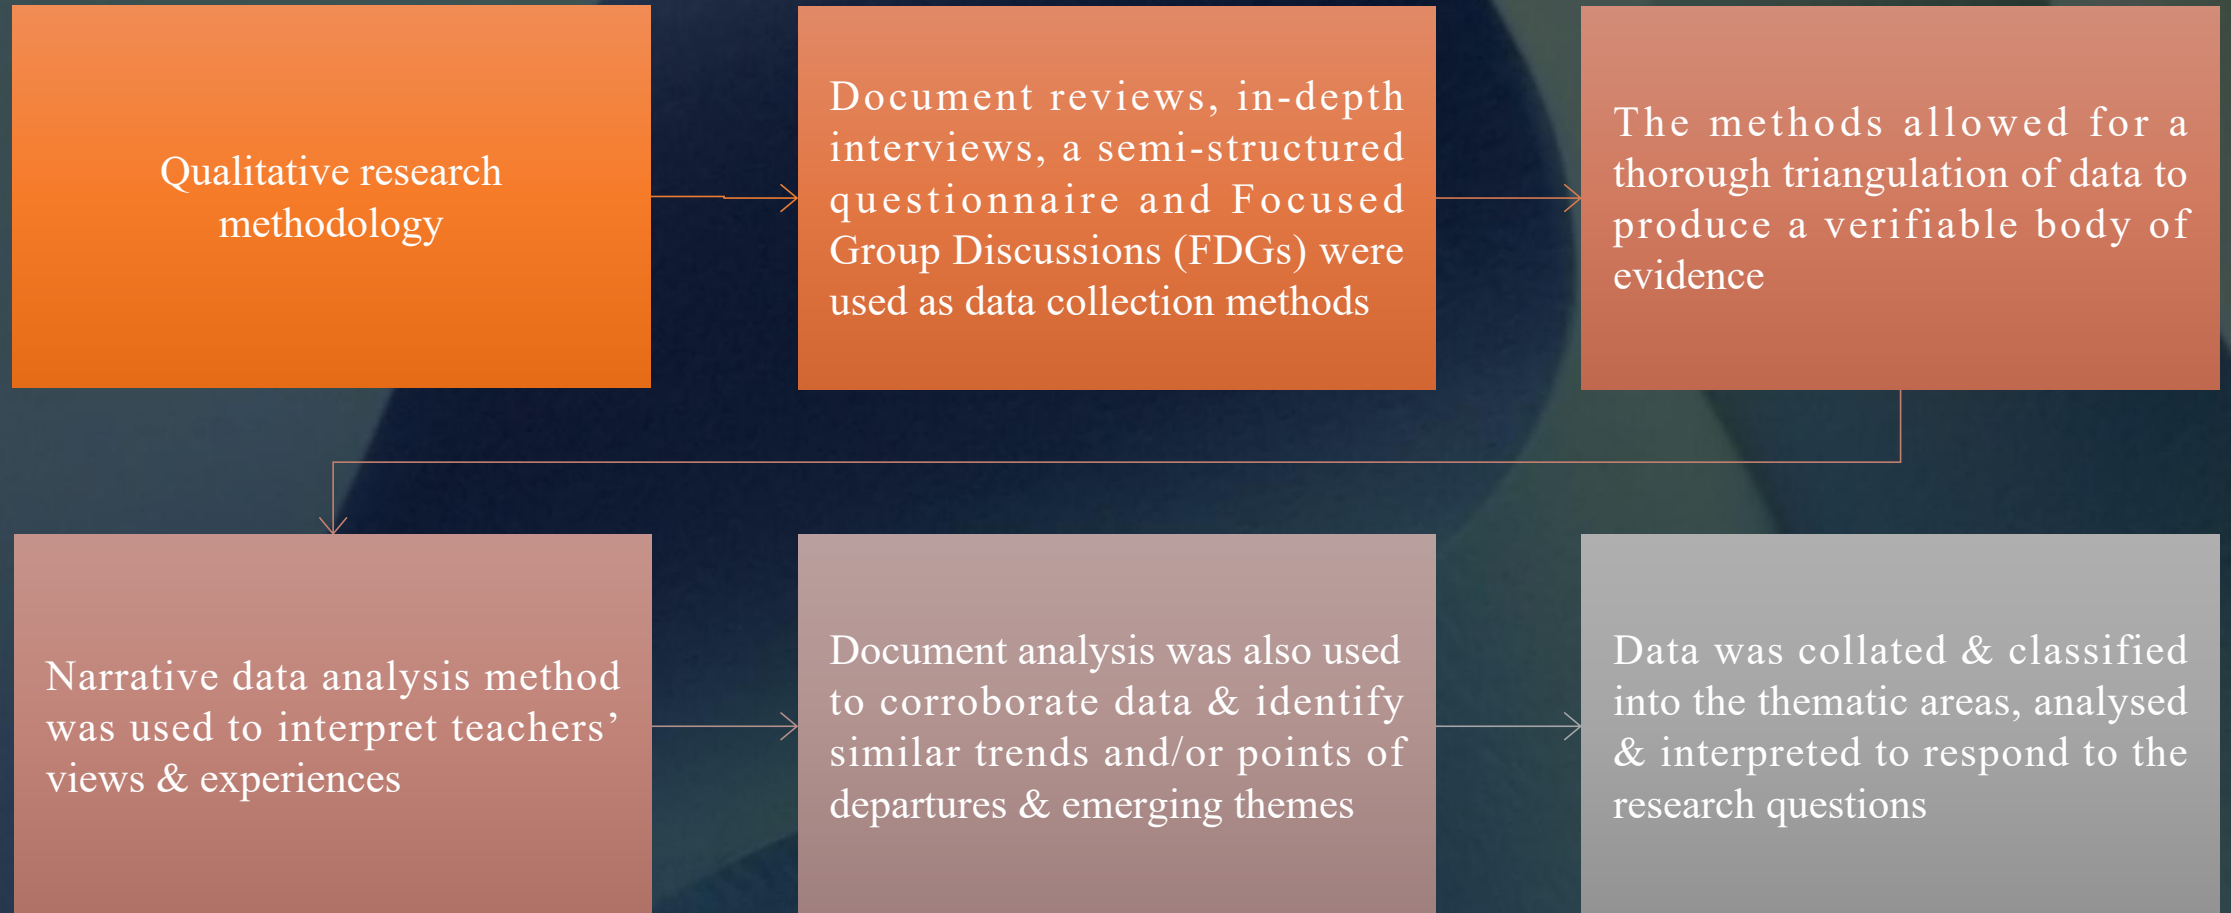 Qualitative research
methodology
Document reviews, in-depth
interviews, a semi-structured
questionnaire and Focused
Group Discussions (FDGs) were
used as data collection methods
The methods allowed for a
thorough triangulation of data to
produce a verifiable body of
evidence
Narrative data analysis method
was used to interpret teachers’
views & experiences
Document analysis was also used
to corroborate data & identify
similar trends and/or points of
departures & emerging themes
Data was collated & classified
into the thematic areas, analysed
& interpreted to respond to the
research questions